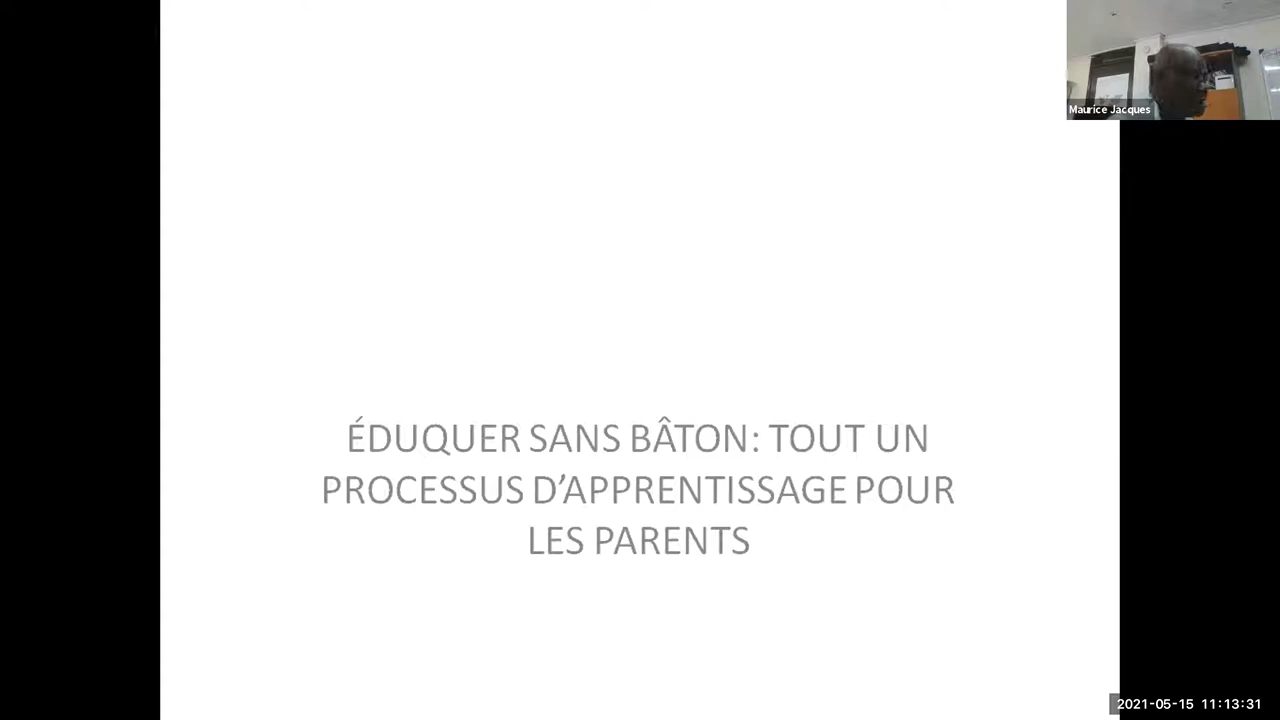 Maurice Jacques
ÉDUQUER SANS BÂTON: TOUT UN
PROCESSUS D’APPRENTISSAGE POUR
LES PARENTS
2021-05-15 11:13:31